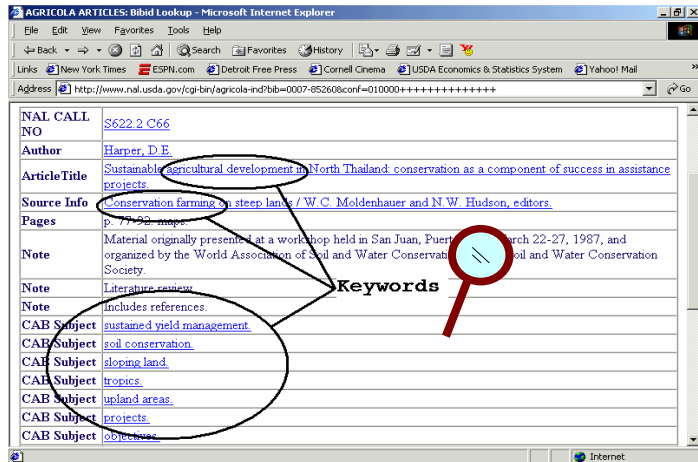 AGRICOLA ARTICLES: Bibid Lookup - Microsoft Internet Explorer
File Edit View Favorites Tools Help
Back Search Favorites History
Links New York Times ESPN.com Detroit Free Press Cornell Cinema USDA Economics & Statistics System Yahoo! Mail »
Address http://www.nal.usda.gov/cgi-bin/agricola-ind?bib=0007-85260&conf=010000++++++++++++++ Go
NAL CALL NO S622.2 C66
Author Harper, D.E.
ArticleTitle Sustainable agricultural development in North Thailand: conservation as a component of success in assistance
projects.
Source Info Conservation farming on steep lands / W.C. Moldenhauer and N.W. Hudson, editors.
Pages p. 77-92. maps.
Note Material originally presented at a workshop held in San Juan, March 22-27, 1987, and
organized by the World Association of Soil and Water Conservation Soil and Water Conservation
Society.
Note Literature review
Note Includes references.
Keywords
CAB Subject sustained yield management.
CAB Subject soil conservation.
CAB Subject sloping land.
CAB Subject tropics.
CAB Subject upland areas.
CAB Subject projects.
CAB Subject objectives.
Internet